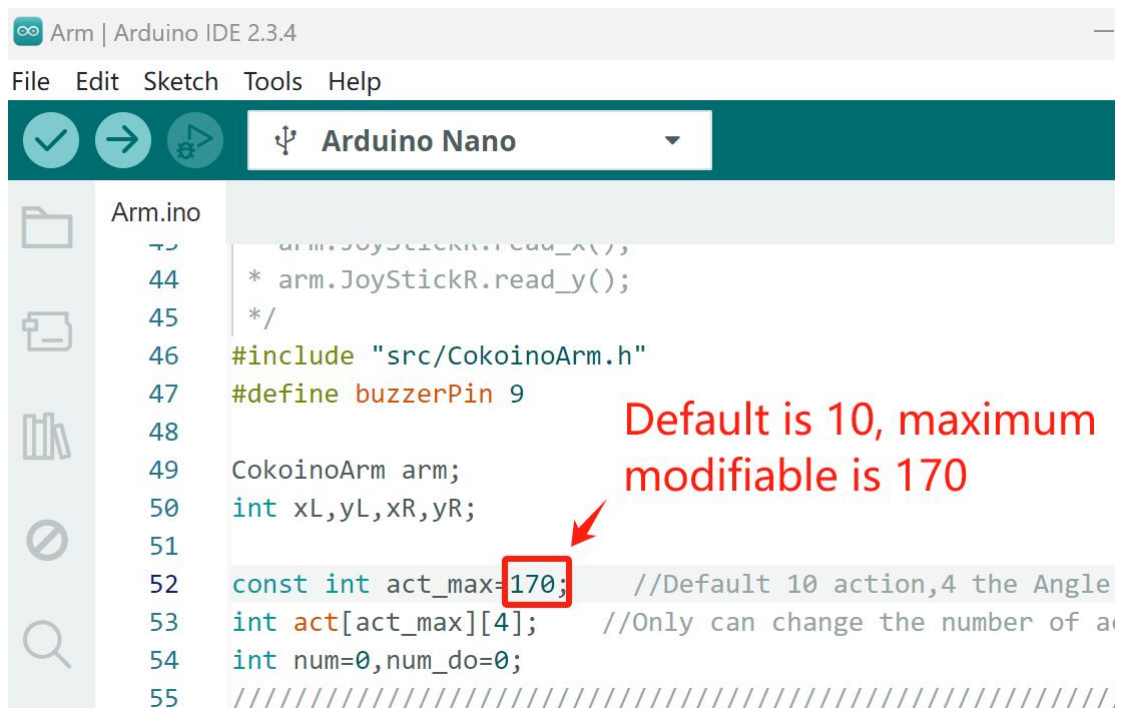 Arm | Arduino IDE 2.3.4
File Edit Sketch Tools Help
Arduino Nano
Arm.ino
44 * arm.JoyStickR.read_y();
45 */
46 #include "src/CokoinoArm.h"
47 #define buzzerPin 9
Default is 10, maximum
48
modifiable is 170
49 CokoinoArm arm;
50 int xL,yL,xR,yR;
51
52 const int act_max=170; //Default 10 action,4 the Angle
53 int act[act_max][4]; //Only can change the number of
54 int num=0,num_do=0;
55 /////////////////////////////////////////////////////////